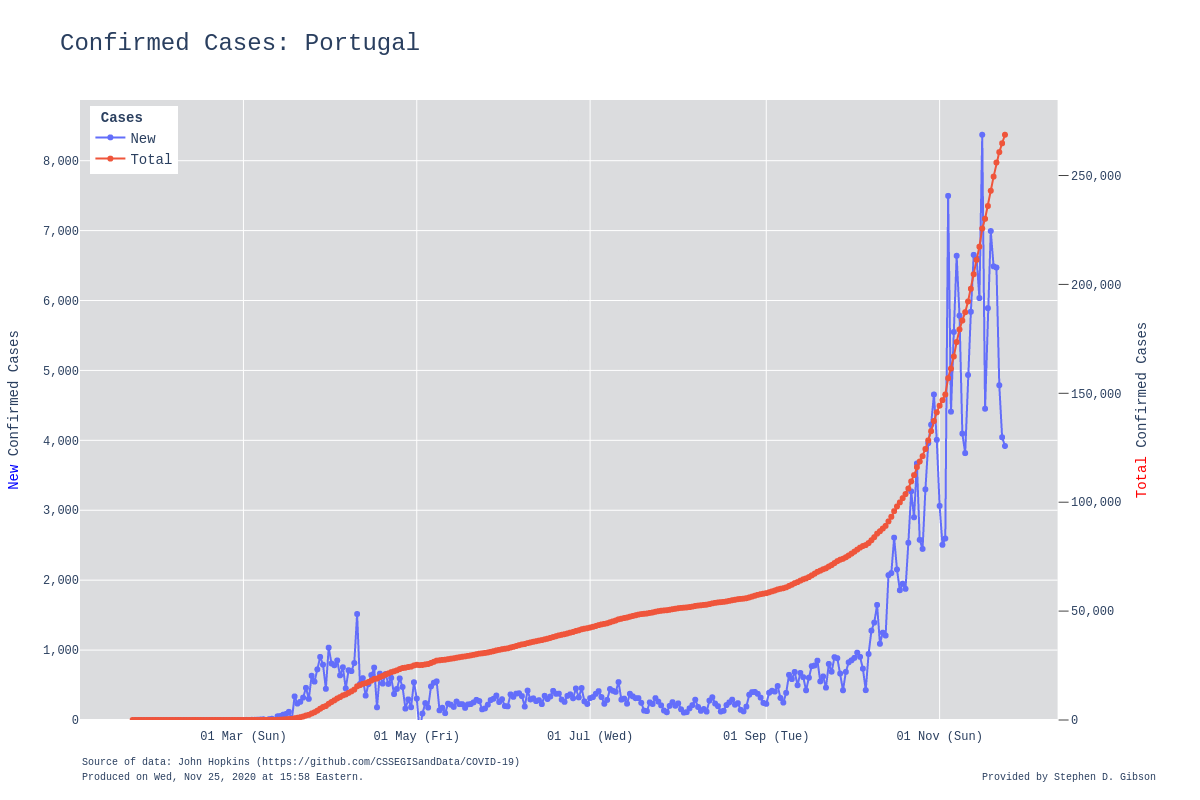 Confirmed Cases: Portugal
Cases
New
Total
8,000
7,000
6,000
5,000
4,000
3,000
2,000
1,000
0
New Confirmed Cases
250,000
200,000
150,000
100,000
50,000
0
Total Confirmed Cases
01 Mar (Sun)
01 May (Fri)
01 Jul (Wed)
01 Sep (Tue)
01 Nov (Sun)
Source of data: John Hopkins (https://github.com/CSSEGISandData/COVID-19)
Produced on Wed, Nov 25, 2020 at 15:58 Eastern.
Provided by Stephen D. Gibson